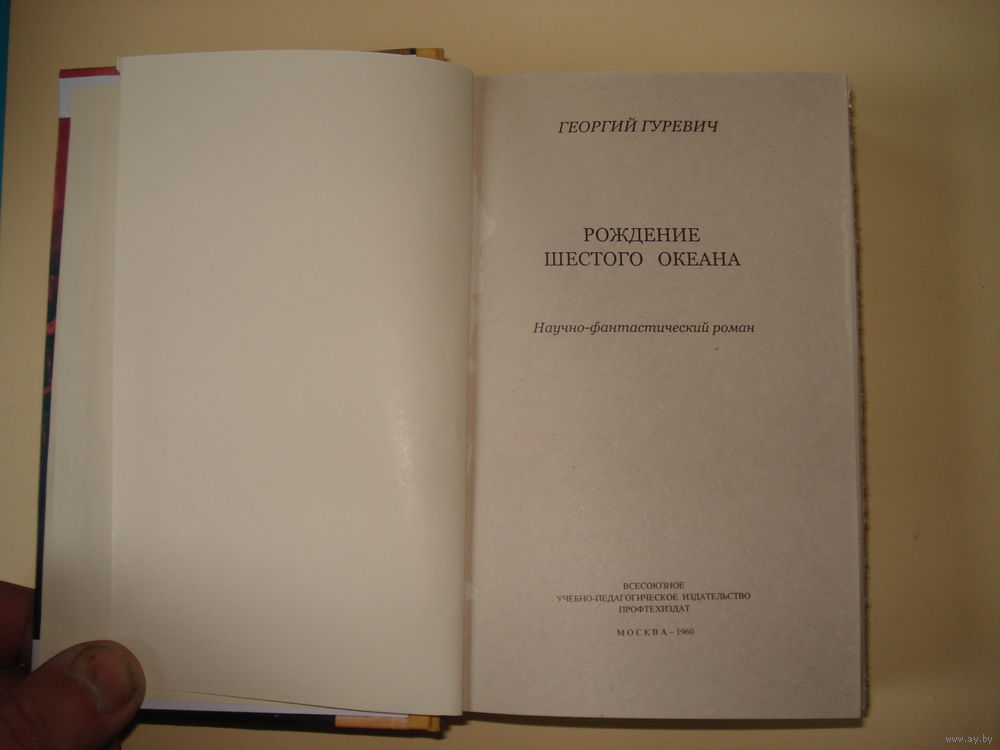 ГЕОРГИЙ ГУРЕВИЧ
РОЖДЕНИЕ
ШЕСТОГО ОКЕАНА
Научно-фантастический роман
ВСЕСОЮЗНОЕ
УЧЕБНО-ПЕДАГОГИЧЕСКОЕ ИЗДАТЕЛЬСТВО
ПРОФТЕХИЗДАТ
МОСКВА – 1960
www.ay.by